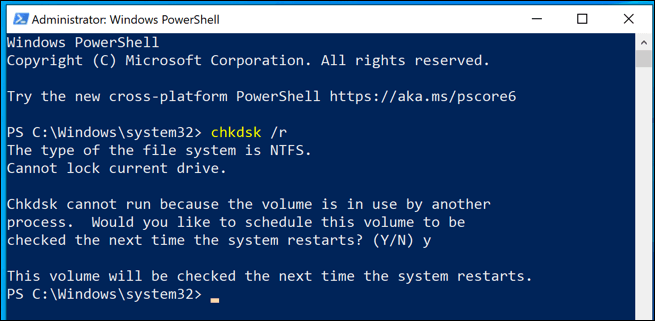 Administrator: Windows PowerShell
Windows PowerShell
Copyright (C) Microsoft Corporation. All rights reserved.
Try the new cross-platform PowerShell https://aka.ms/pscore6
PS C:\Windows\system32> chkdsk /r
The type of the file system is NTFS.
Cannot lock current drive.
Chkdsk cannot run because the volume is in use by another
process.  Would you like to schedule this volume to be
checked the next time the system restarts? (Y/N) y
This volume will be checked the next time the system restarts.
PS C:\Windows\system32>